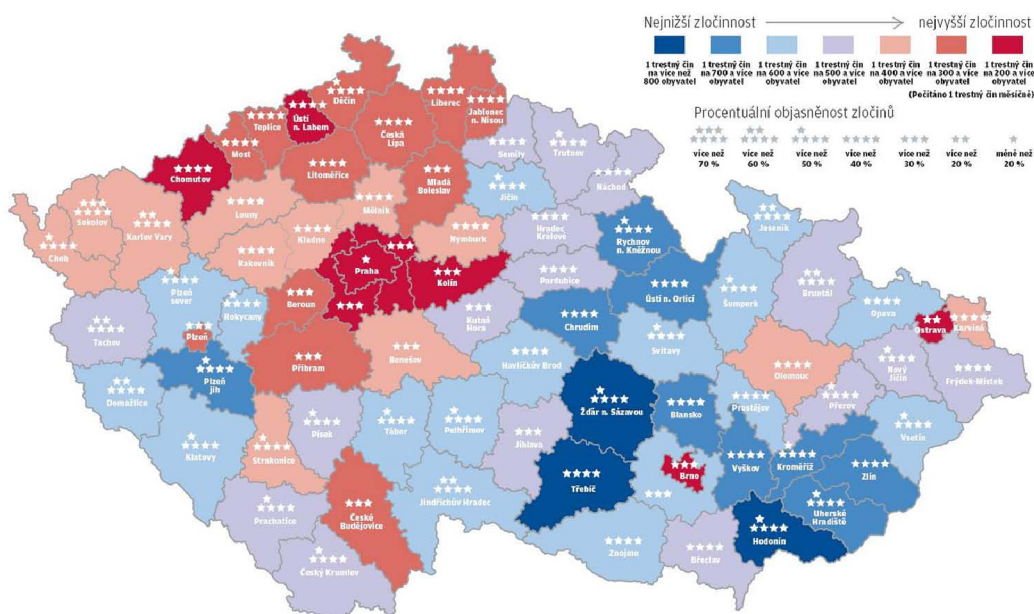 Nejnižší zločinnost
nejvyšší zločinnost
1 trestný čin na více než 800 obyvatel
1 trestný čin na 700 a více obyvatel
1 trestný čin na 600 a více obyvatel
1 trestný čin na 500 a více obyvatel
1 trestný čin na 400 a více obyvatel
1 trestný čin na 300 a více obyvatel
1 trestný čin na 200 a více obyvatel
(Počítáno 1 trestný čin měsíčně)
Procentuální objasněnost zločinů
více než 70 %
více než 60 %
více než 50 %
více než 40 %
více než 30 %
více než 20 %
méně než 20 %
Děčín
Ústí n. Labem
Teplice
Liberec
Jablonec n. Nisou
Česká Lípa
Most
Chomutov
Litoměřice
Semily
Trutnov
Mladá Boleslav
Jičín
Náchod
Louny
Mělník
Sokolov
Karlovy Vary
Cheb
Kladno
Nymburk
Hradec Králové
Rychnov n. Kněžnou
Jeseník
Rakovník
Praha
Kolín
Pardubice
Ústí n. Orlicí
Šumperk
Bruntál
Plzeň sever
Rokycany
Beroun
Kutná Hora
Chrudim
Opava
Ostrava
Karviná
Tachov
Plzeň
Benešov
Svitavy
Olomouc
Nový Jičín
Frýdek-Místek
Plzeň jih
Příbram
Havlíčkův Brod
Domažlice
Žďár n. Sázavou
Blansko
Prostějov
Přerov
Klatovy
Strakonice
Písek
Tábor
Pelhřimov
Jihlava
Vsetín
Třebíč
Brno
Vyškov
Kroměříž
Zlín
Prachatice
České Budějovice
Jindřichův Hradec
Uherské Hradiště
Znojmo
Hodonín
Břeclav
Český Krumlov